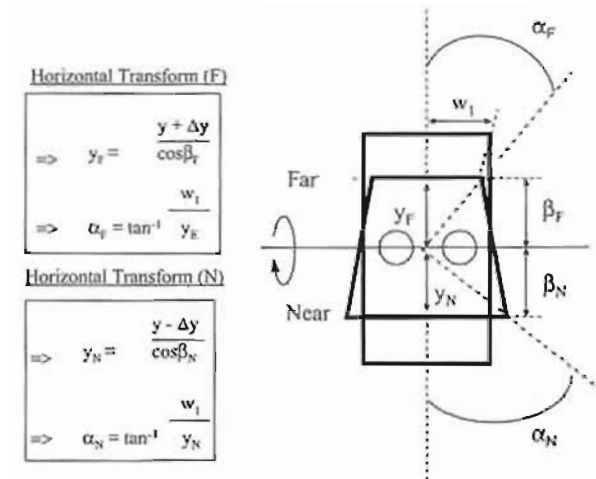 Horizontal Transform (F)
=> y_F = (y + Δy) / cosβ_F
=> α_F = tan⁻¹ w_1 / y_E
Horizontal Transform (N)
=> y_N = (y - Δy) / cosβ_N
=> α_N = tan⁻¹ w_1 / y_N
α_F
w_1
Far
y_F
β_F
y_N
β_N
Near
α_N